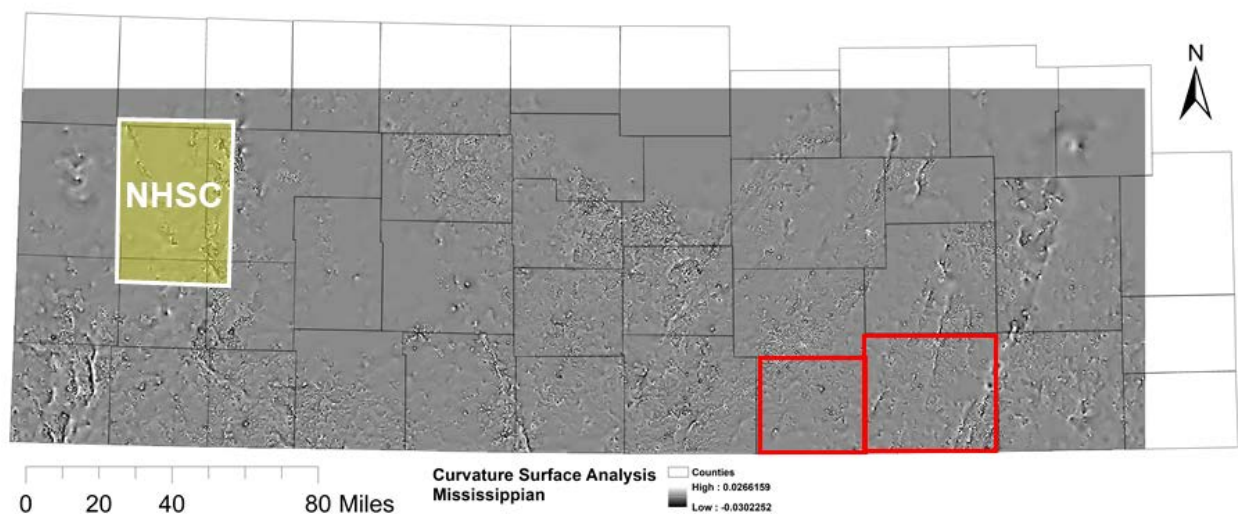 N
NHSC
0 20 40 80 Miles
Curvature Surface Analysis
Mississippian
Counties
High : 0.0266159
Low : -0.0302252